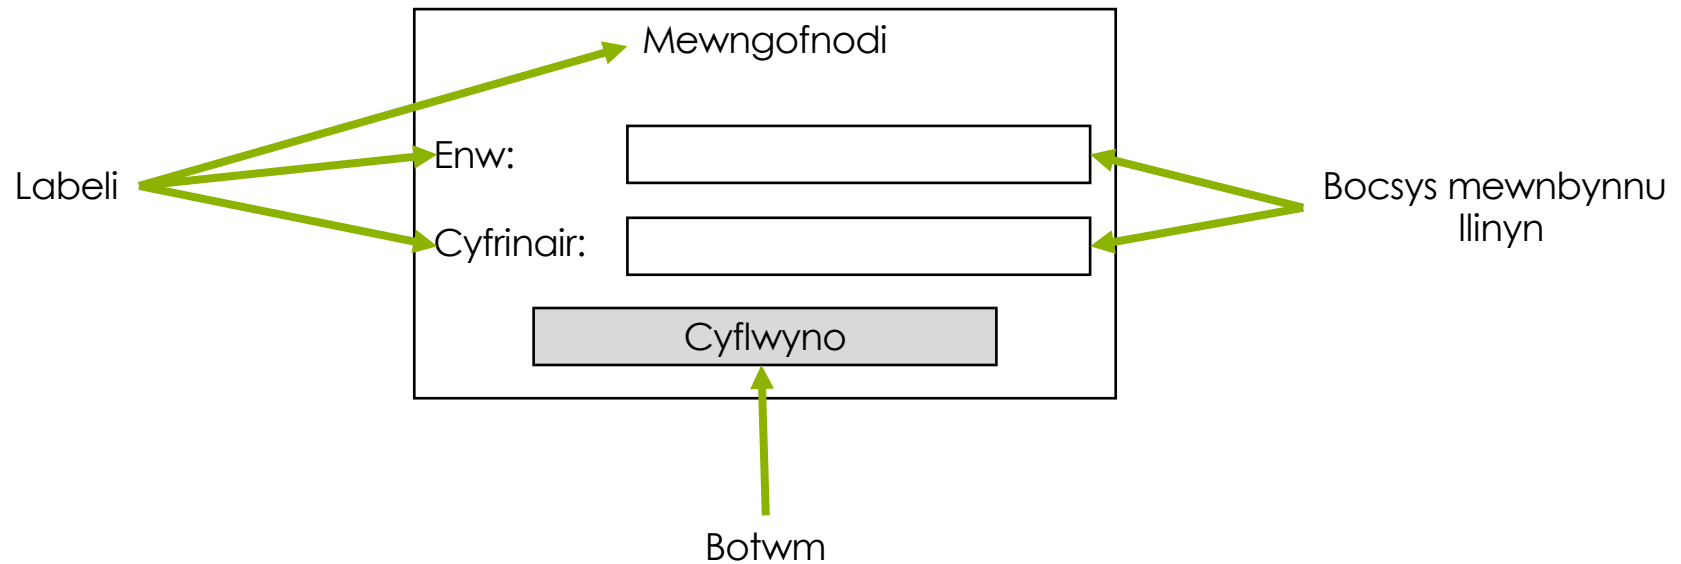 Mewngofnodi
Enw:
Labeli
Bocsys mewnbynnu
llinyn
Cyfrinair:
Cyflwyno
Botwm